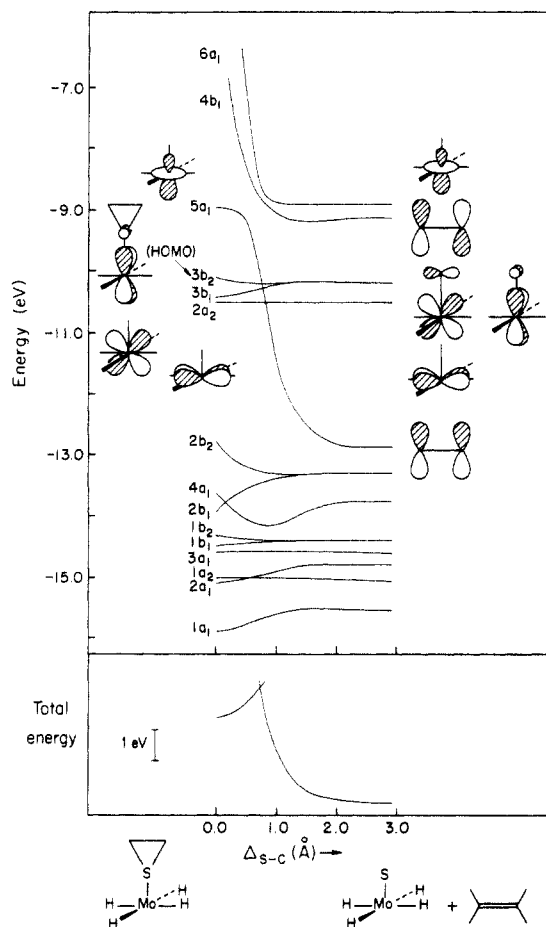 6a₁
-7.0
4b₁
5a₁
-9.0
(HOMO)
3b₂
3b₁
2a₂
Energy (eV)
-11.0
2b₂
-13.0
4a₁
2b₁
1b₂
1b₁
3a₁
1a₂
-15.0
2a₁
1a₁
Total
energy
1 eV
0.0 1.0 2.0 3.0
Δ S-C (Å) →
S S
H H H H
H Mo H Mo + 
H H